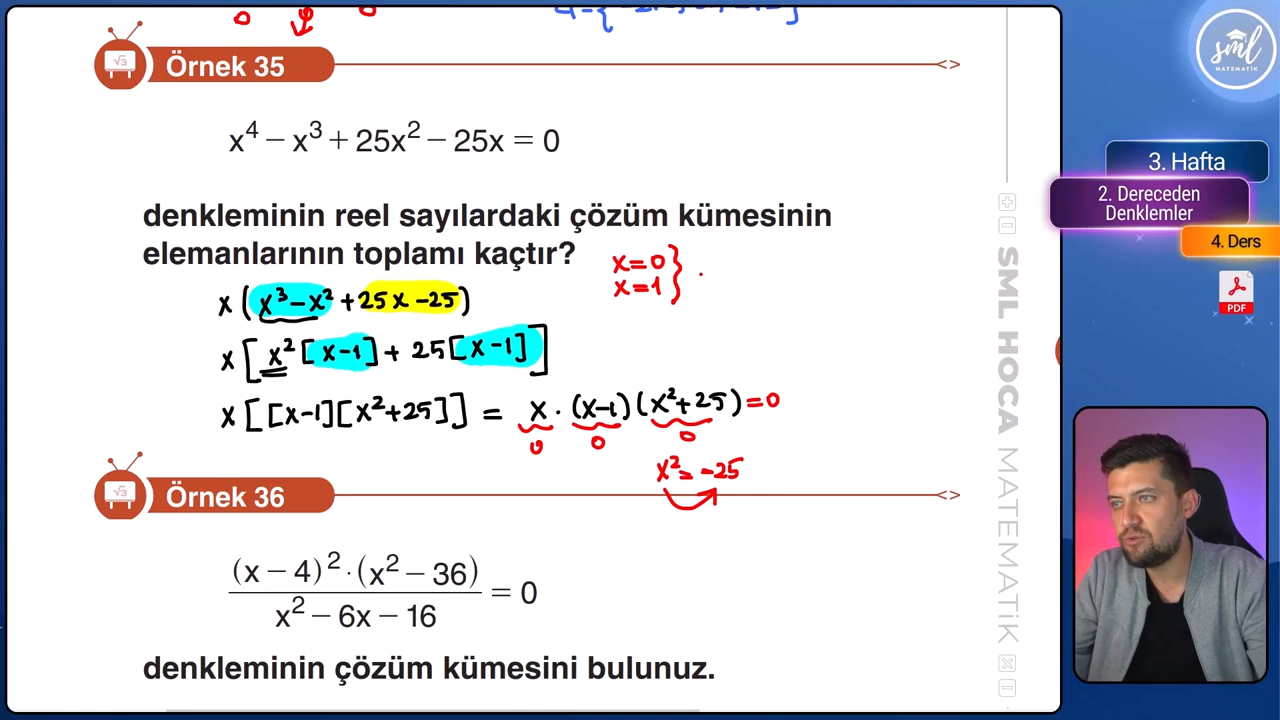 Örnek 35
x⁴ − x³ + 25x² − 25x = 0
denkleminin reel sayılardaki çözüm kümesinin
elemanlarının toplamı kaçtır?
x=0
x=1
x(x³−x²+25x−25)
x[x²[x−1]+25[x−1]]
x[[x−1][x²+25]] = x·(x−1)(x²+25)=0
0 0 0
x²=−25
Örnek 36
(x − 4)² · (x² − 36)
x² − 6x − 16
= 0
denkleminin çözüm kümesini bulunuz.
SML HOCA MATEMATİK
sml
MATEMATİK
3. Hafta
2. Dereceden
Denklemler
4. Ders
PDF